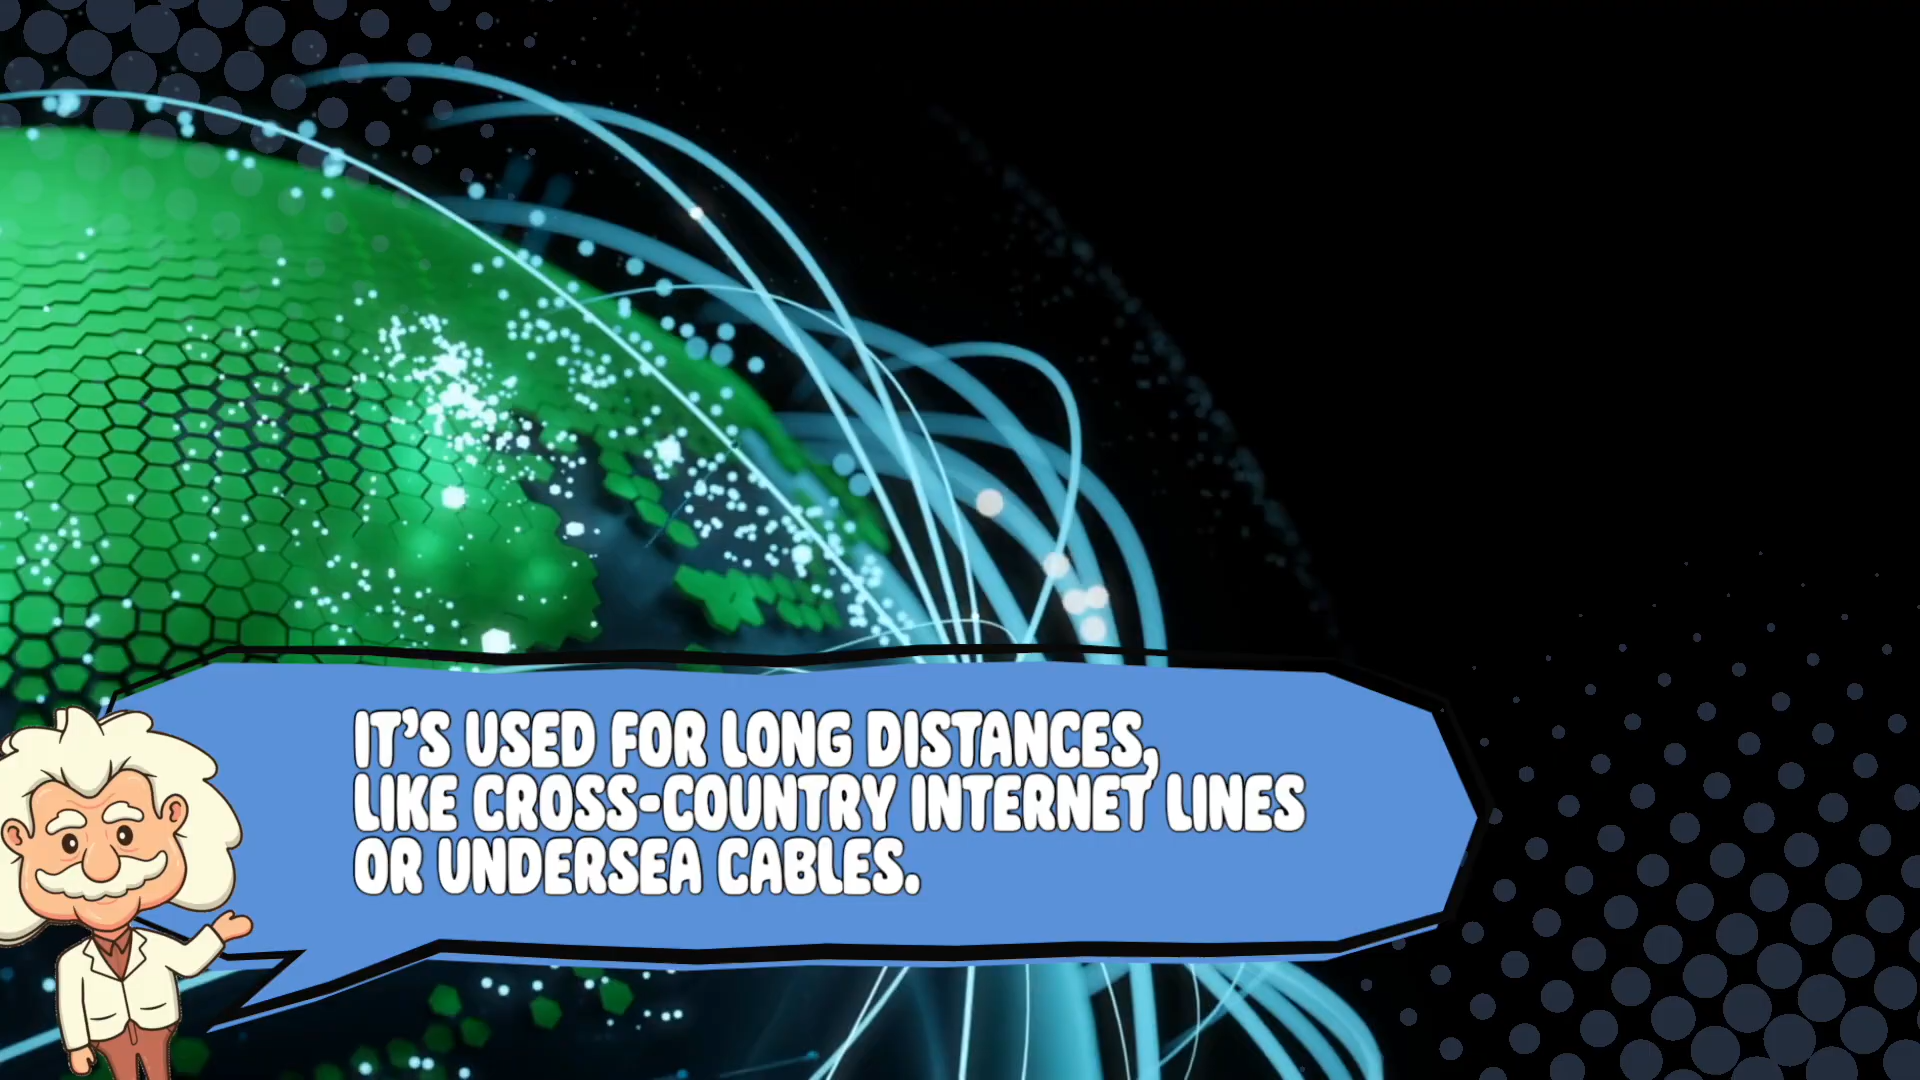 IT'S USED FOR LONG DISTANCES,
LIKE CROSS-COUNTRY INTERNET LINES
OR UNDERSEA CABLES.